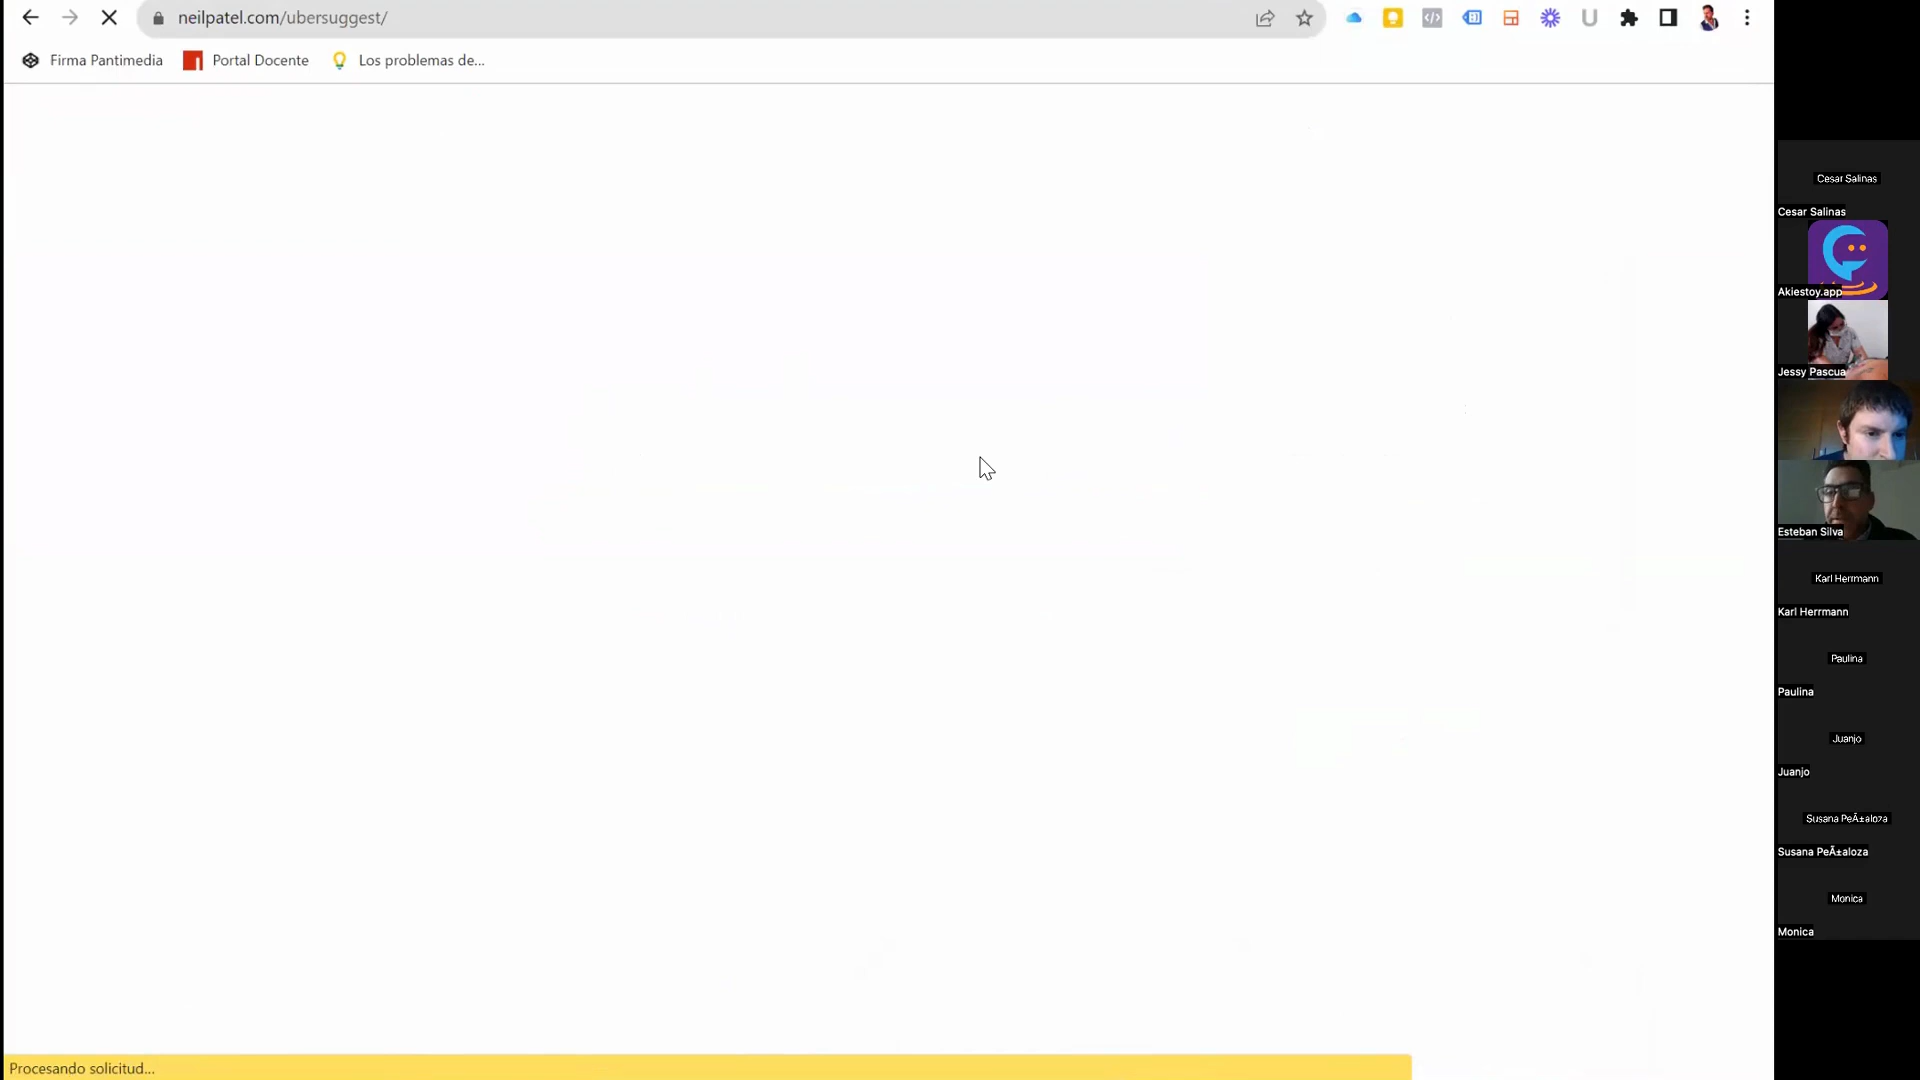 neilpatel.com/ubersuggest/
Firma Pantimedia
Portal Docente
Los problemas de...
Cesar Salinas
Cesar Salinas
Akiestoy.app
Jessy Pascua
Esteban Silva
Karl Herrmann
Karl Herrmann
Paulina
Paulina
Juanjo
Juanjo
Susana PeÃ±aloza
Susana PeÃ±aloza
Monica
Monica
Procesando solicitud...